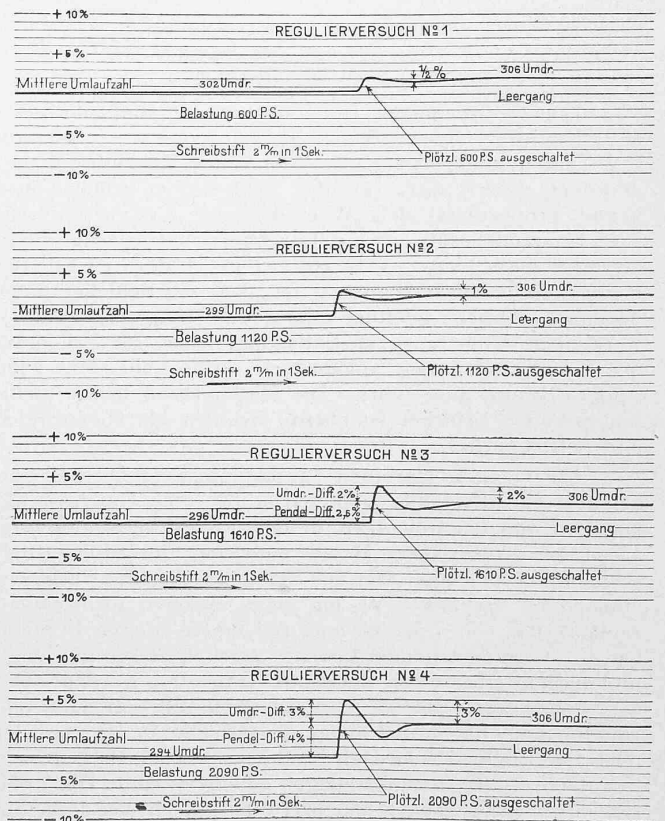 + 10%
REGULIERVERSUCH Nº 1
+ 5%
½ %
306 Umdr.
Mittlere Umlaufzahl 302 Umdr.
Leergang
Belastung 600 P.S.
- 5%
Schreibstift 2 m/m in 1 Sek.
Plötzl. 600 P.S. ausgeschaltet
- 10%
+ 10%
REGULIERVERSUCH Nº 2
+ 5%
1%
306 Umdr.
Mittlere Umlaufzahl 299 Umdr.
Leergang
Belastung 1120 P.S.
- 5%
Schreibstift 2 m/m in 1 Sek.
Plötzl. 1120 P.S. ausgeschaltet
- 10%
+ 10%
REGULIERVERSUCH Nº 3
+ 5%
Umdr.-Diff. 2%
2%
306 Umdr.
Pendel-Diff. 2,5%
Mittlere Umlaufzahl 296 Umdr.
Leergang
Belastung 1610 P.S.
- 5%
Schreibstift 2 m/m in 1 Sek.
Plötzl. 1610 P.S. ausgeschaltet
- 10%
+ 10%
REGULIERVERSUCH Nº 4
+ 5%
Umdr.-Diff. 3%
3%
306 Umdr.
Mittlere Umlaufzahl
Pendel-Diff. 4%
294 Umdr.
Leergang
Belastung 2090 P.S.
- 5%
Schreibstift 2 m/m in Sek.
Plötzl. 2090 P.S. ausgeschaltet
- 10%